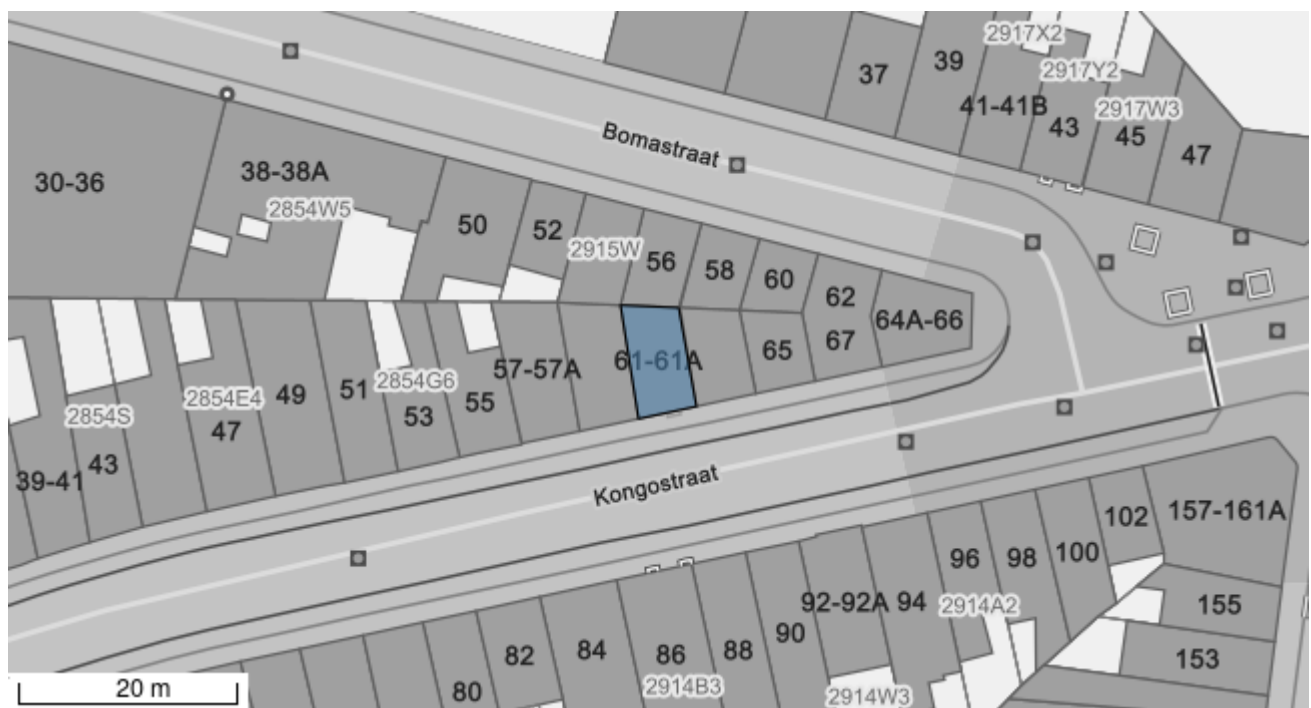 2917X2
39
2917Y2
37
41-41B
2917W3
43
45
Bomastraat
47
38-38A
30-36
2854W5
50
52
2915W
56
58
60
62
64A-66
67
65
61-61A
57-57A
2854G6
51
49
2854E4
55
53
47
2854S
43
39-41
Kongostraat
102
157-161A
96
98
100
92-92A
94
2914A2
155
90
88
84
82
86
153
2914B3
80
2914W3
20 m